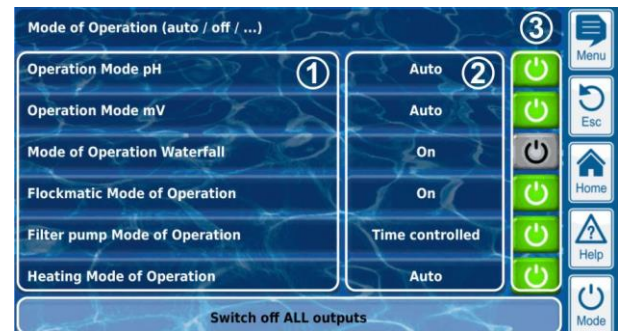 Mode of Operation (auto / off / ...)
3
Menu
Operation Mode pH
1
Auto
2
Operation Mode mV
Auto
Esc
Mode of Operation Waterfall
On
Home
Flockmatic Mode of Operation
On
Filter pump Mode of Operation
Time controlled
Help
Heating Mode of Operation
Auto
Switch off ALL outputs
Mode